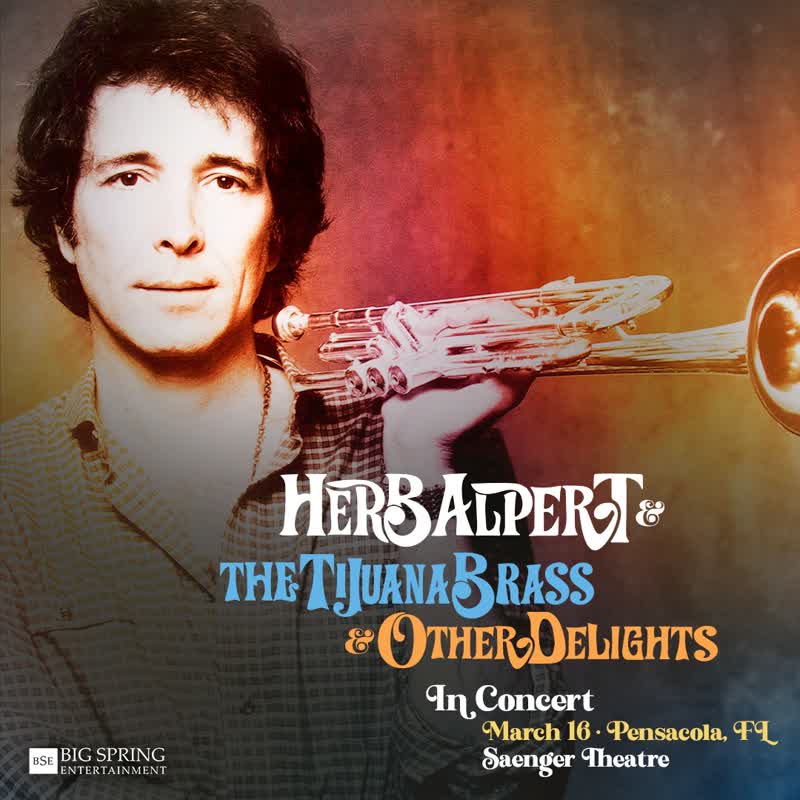 HERB ALPERT &
THE TIJUANA BRASS
& OTHER DELIGHTS
In Concert
March 16 · Pensacola, FL
Saenger Theatre
BSE BIG SPRING
ENTERTAINMENT